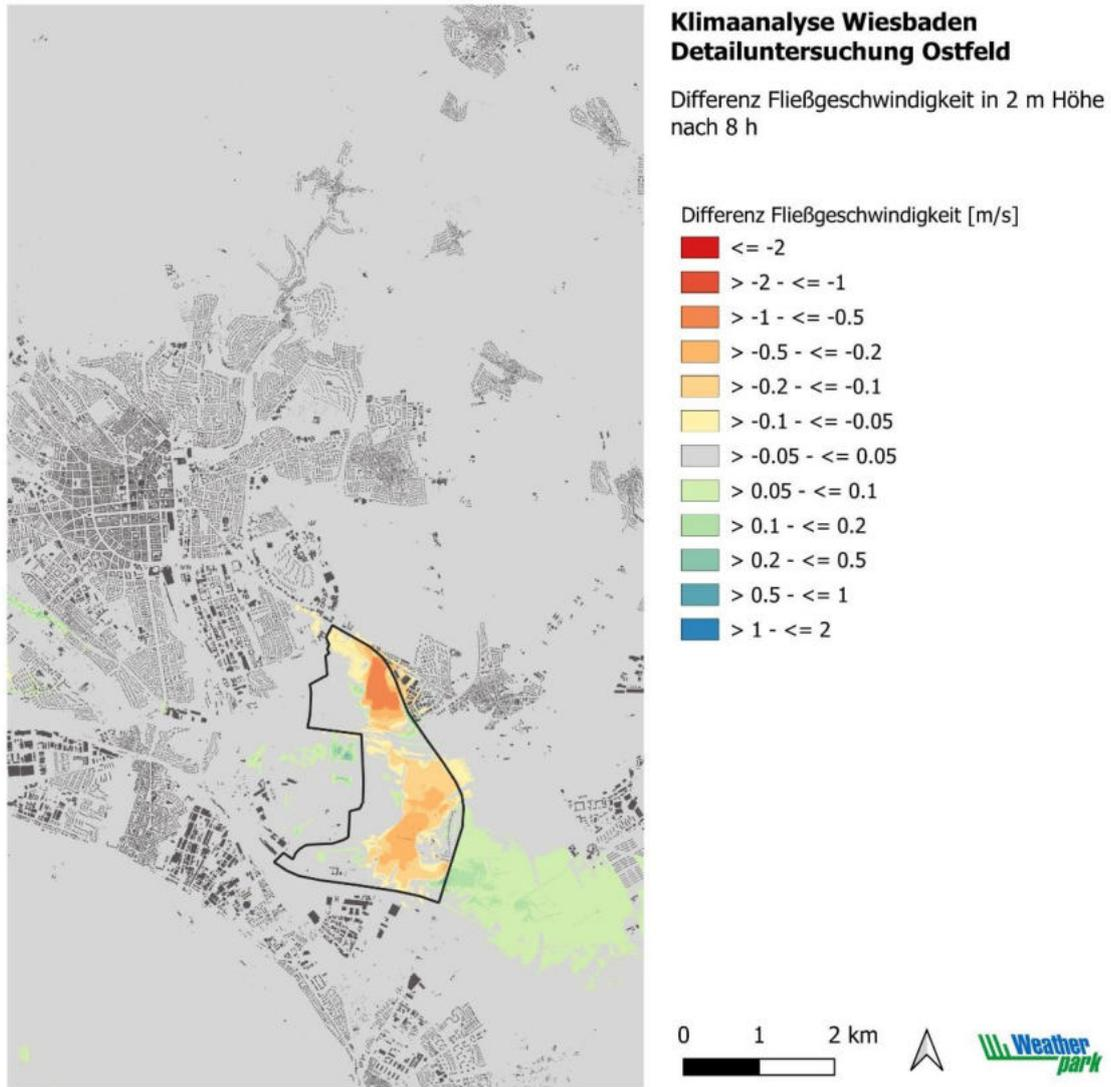 Klimaanalyse Wiesbaden
Detailuntersuchung Ostfeld
Differenz Fließgeschwindigkeit in 2 m Höhe
nach 8 h
Differenz Fließgeschwindigkeit [m/s]
<= -2
> -2 - <= -1
> -1 - <= -0.5
> -0.5 - <= -0.2
> -0.2 - <= -0.1
> -0.1 - <= -0.05
> -0.05 - <= 0.05
> 0.05 - <= 0.1
> 0.1 - <= 0.2
> 0.2 - <= 0.5
> 0.5 - <= 1
> 1 - <= 2
0 1 2 km
Weather
park